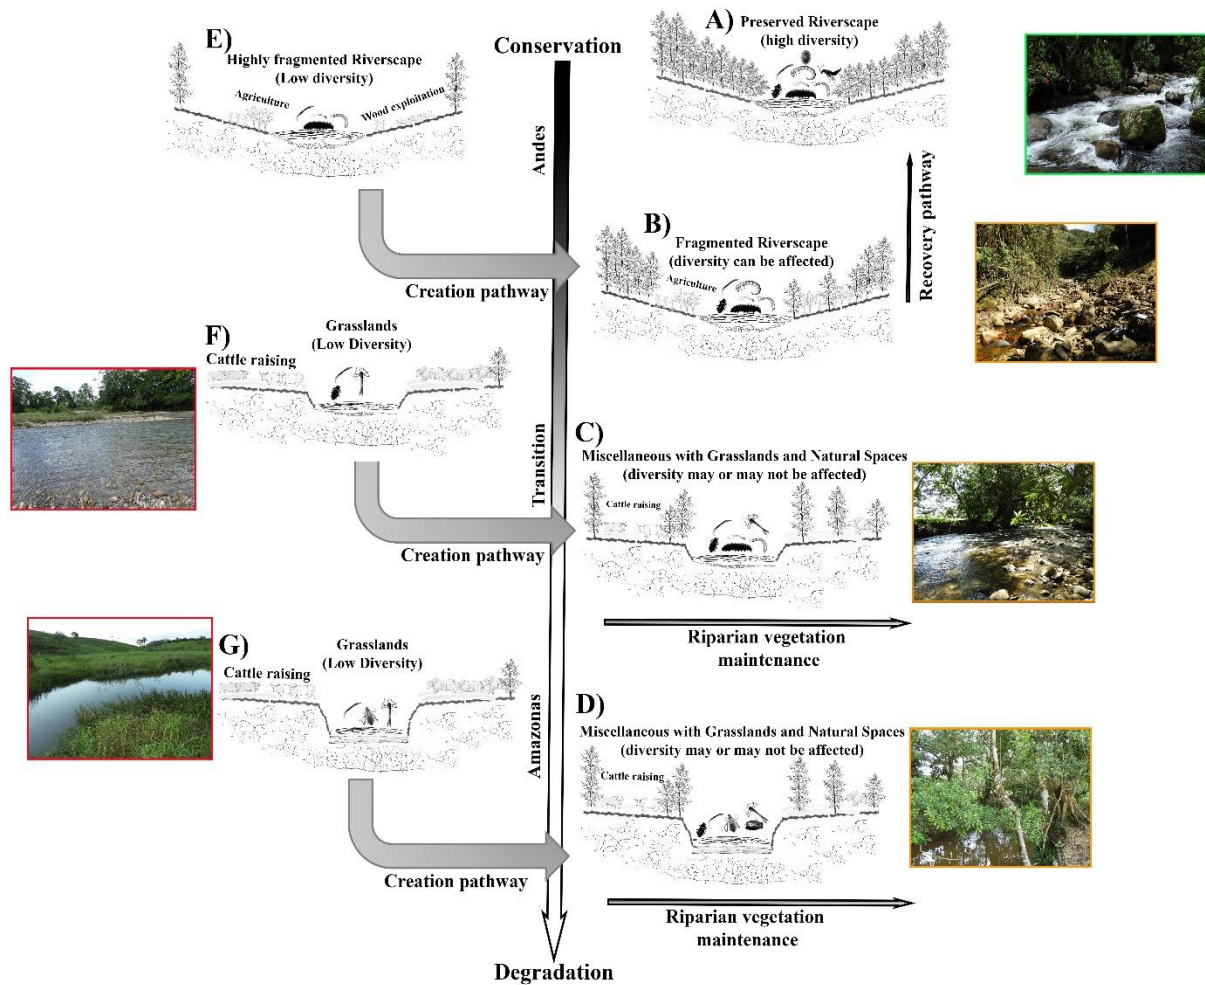 E)
Highly fragmented Riverscape
(Low diversity)
Agriculture
Wood exploitation
Conservation
A)
Preserved Riverscape
(high diversity)
Andes
Recovery pathway
B)
Fragmented Riverscape
(diversity can be affected)
Agriculture
Creation pathway
F)
Grasslands
(Low Diversity)
Cattle raising
Transition
C)
Miscellaneous with Grasslands and Natural Spaces
(diversity may or may not be affected)
Cattle raising
Creation pathway
Riparian vegetation
maintenance
G)
Grasslands
(Low Diversity)
Cattle raising
Amazonas
D)
Miscellaneous with Grasslands and Natural Spaces
(diversity may or may not be affected)
Cattle raising
Creation pathway
Riparian vegetation
maintenance
Degradation